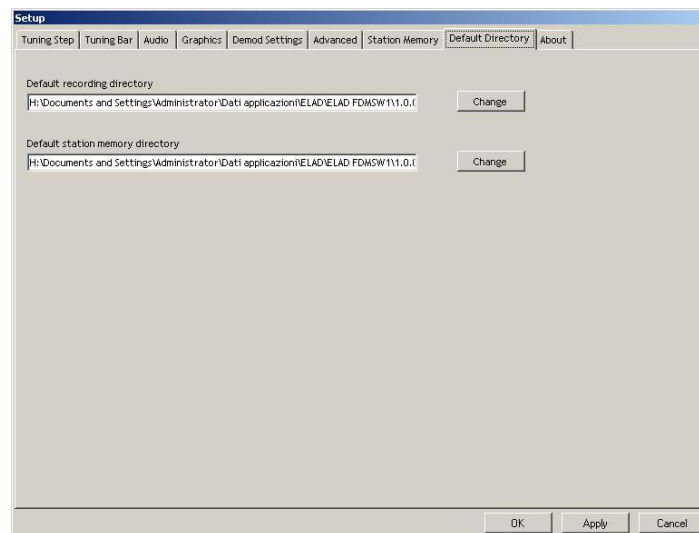 Setup
Tuning Step Tuning Bar Audio Graphics Demod Settings Advanced Station Memory Default Directory About
Default recording directory
H:\Documents and Settings\Administrator\Dati applicazioni\ELAD\ELAD FDMSW1\1.0.( Change
Default station memory directory
H:\Documents and Settings\Administrator\Dati applicazioni\ELAD\ELAD FDMSW1\1.0.( Change
OK Apply Cancel